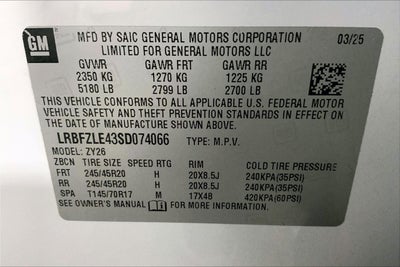 GM
MFD BY SAIC GENERAL MOTORS CORPORATION 03/25
LIMITED FOR GENERAL MOTORS LLC
GVWR GAWR FRT GAWR RR
2350 KG 1270 KG 1225 KG
5180 LB 2799 LB 2700 LB
THIS VEHICLE CONFORMS TO ALL APPLICABLE U.S. FEDERAL MOTOR
VEHICLE SAFETY AND THEFT PREVENTION STANDARDS IN EFFECT ON
THE DATE OF MANUFACTURE SHOWN ABOVE.
LRBFZLE43SD074066 TYPE: M.P.V.
MODEL: ZY26
ZBCN TIRE SIZE SPEED RTG RIM COLD TIRE PRESSURE
FRT 245/45R20 H 20X8.5J 240KPA(35PSI)
RR 245/45R20 H 20X8.5J 240KPA(35PSI)
SPA T145/70R17 M 17X4B 420KPA(60PSI)
SEE OWNER'S MANUAL FOR MORE INFORMATION.